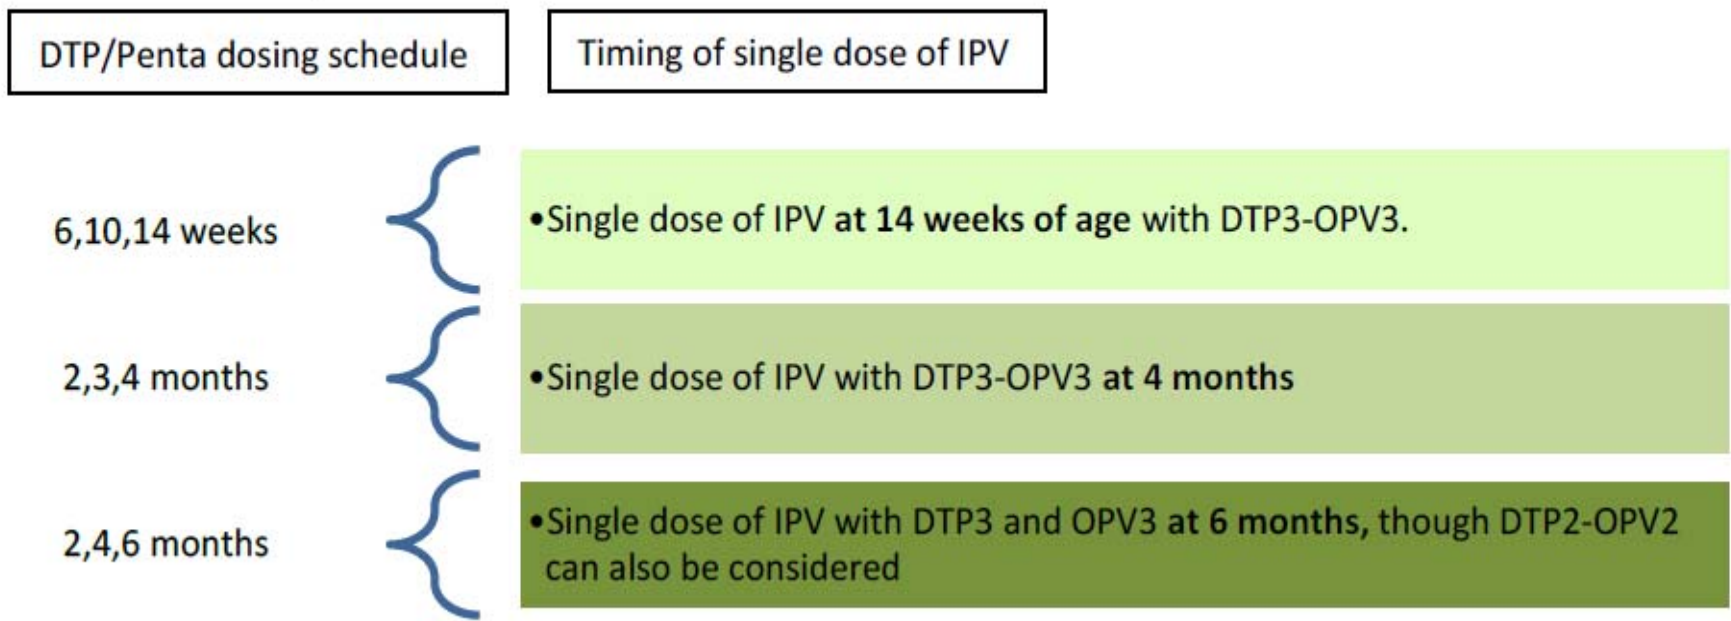 DTP/Penta dosing schedule
Timing of single dose of IPV
6,10,14 weeks
•Single dose of IPV at 14 weeks of age with DTP3-OPV3.
2,3,4 months
•Single dose of IPV with DTP3-OPV3 at 4 months
2,4,6 months
•Single dose of IPV with DTP3 and OPV3 at 6 months, though DTP2-OPV2
can also be considered